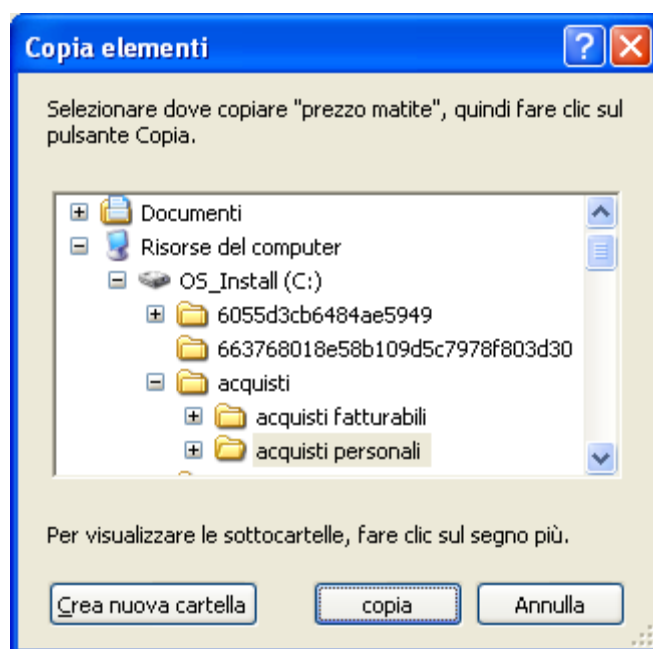 Copia elementi
Selezionare dove copiare "prezzo matite", quindi fare clic sul
pulsante Copia.
Documenti
Risorse del computer
OS_Install (C:)
6055d3cb6484ae5949
663768018e58b109d5c7978f803d30
acquisti
acquisti fatturabili
acquisti personali
Per visualizzare le sottocartelle, fare clic sul segno più.
Crea nuova cartella copia Annulla